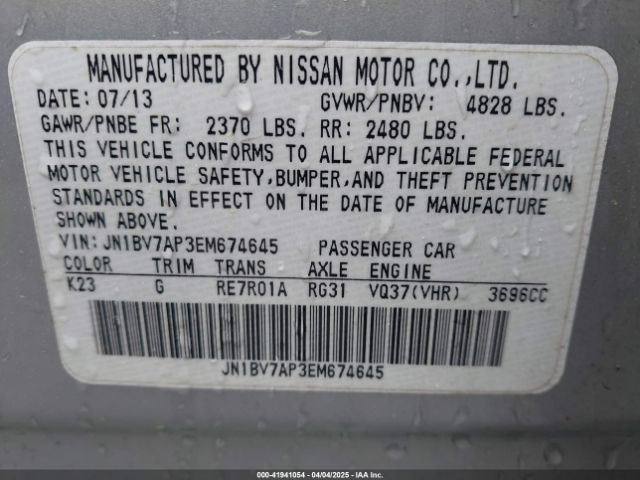 MANUFACTURED BY NISSAN MOTOR CO.,LTD.
DATE: 07/13 GVWR/PNBV: 4828 LBS.
GAWR/PNBE FR: 2370 LBS. RR: 2480 LBS.
THIS VEHICLE CONFORMS TO ALL APPLICABLE FEDERAL
MOTOR VEHICLE SAFETY,BUMPER,AND THEFT PREVENTION
STANDARDS IN EFFECT ON THE DATE OF MANUFACTURE
SHOWN ABOVE.
VIN: JN1BV7AP3EM674645 PASSENGER CAR
COLOR TRIM TRANS AXLE ENGINE
K23 G RE7R01A RG31 VQ37(VHR) 3696CC
JN1BV7AP3EM674645
000-41941054 - 04/04/2025 - IAAI.COM